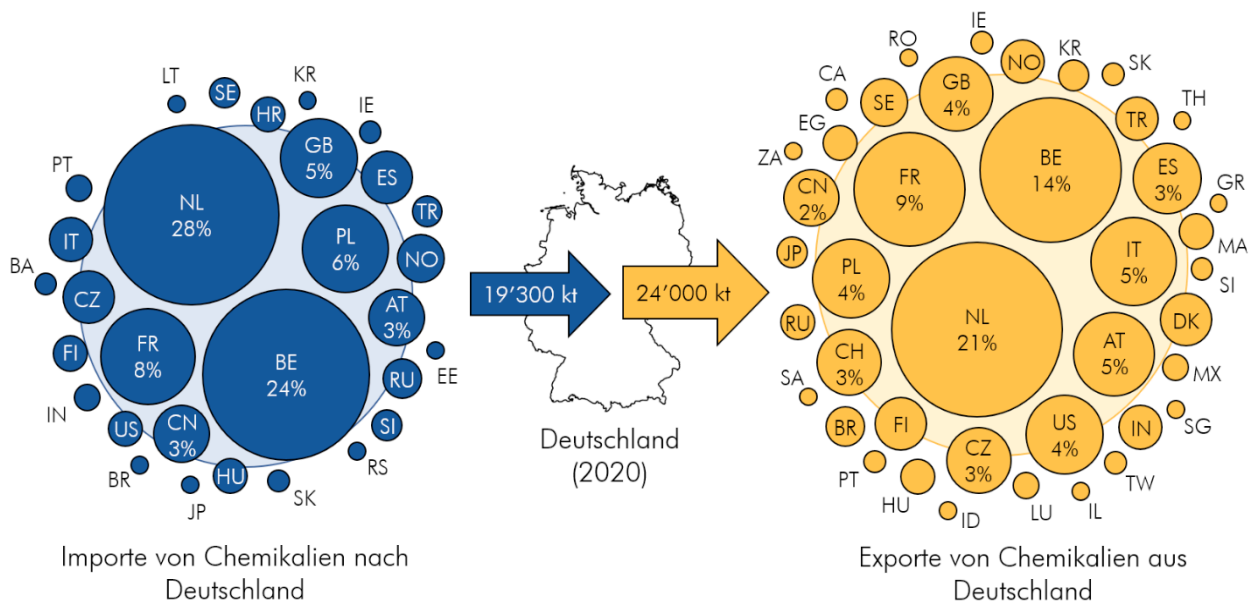 LT
SE
KR
HR
IE
GB
5%
ES
PT
NL
28%
TR
IT
PL
6%
NO
BA
CZ
AT
3%
FR
8%
BE
24%
EE
FI
RU
IN
US
CN
3%
SI
BR
HU
RS
JP
SK
Importe von Chemikalien nach
Deutschland
19’300 kt
24’000 kt
Deutschland
(2020)
IE
RO
NO
KR
SK
CA
SE
GB
4%
TH
EG
TR
ZA
BE
14%
ES
3%
CN
2%
FR
9%
GR
MA
JP
IT
5%
SI
PL
4%
DK
RU
NL
21%
AT
5%
CH
3%
MX
SA
SG
BR
FI
US
4%
IN
PT
CZ
3%
TW
HU
LU
IL
ID
Exporte von Chemikalien aus
Deutschland